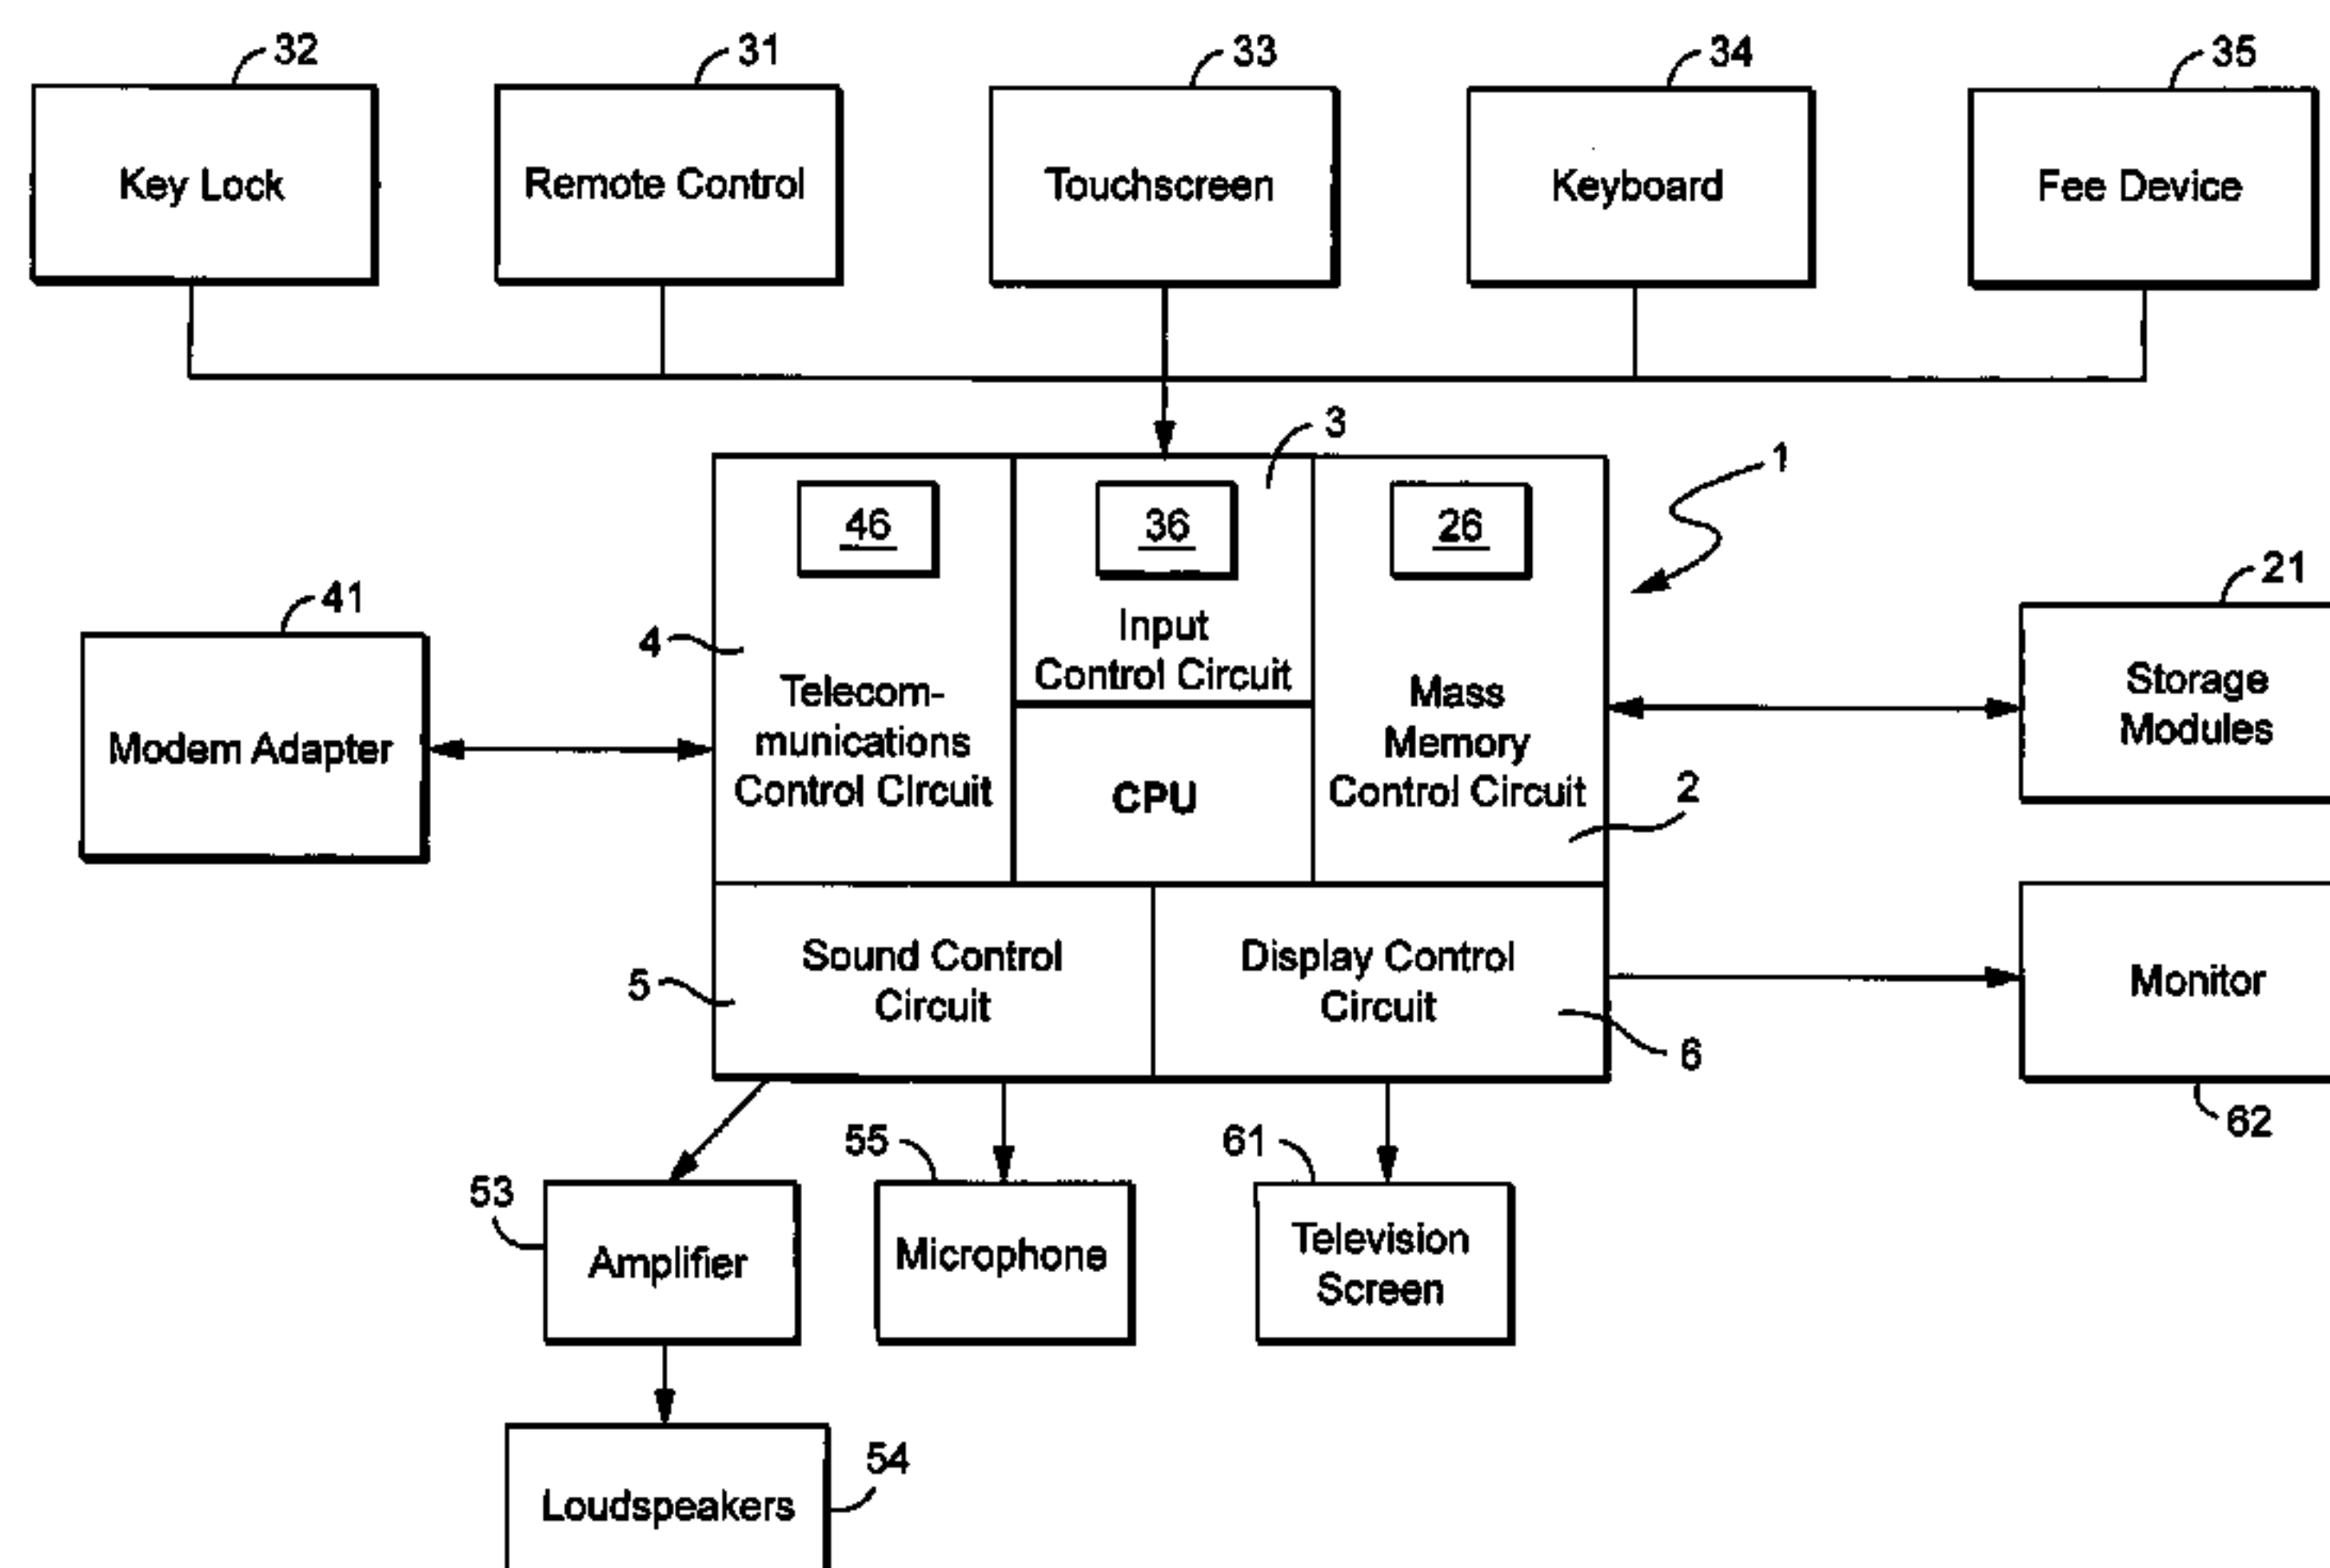 32
31
33
34
35
Key Lock
Remote Control
Touchscreen
Keyboard
Fee Device
3
1
46
36
26
21
41
4
Input
Control Circuit
Telecom-
munications
Control CIrcuit
Mass
Memory
Control Circuit
Storage
Modules
Modem Adapter
CPU
2
Sound Control
Circuit
Display Control
Circuit
Monitor
5
6
62
55
61
53
Amplifier
Microphone
Television
Screen
54
Loudspeakers